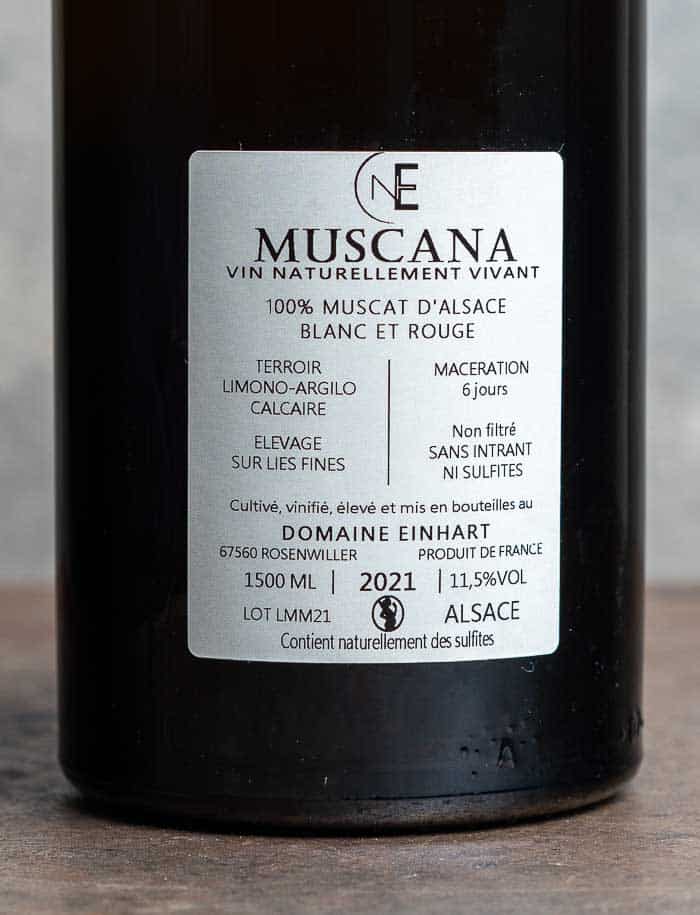 NE
MUSCANA
VIN NATURELLEMENT VIVANT
100% MUSCAT D'ALSACE
BLANC ET ROUGE
TERROIR
LIMONO-ARGILO
CALCAIRE
ELEVAGE
SUR LIES FINES
MACERATION
6 jours
Non filtré
SANS INTRANT
NI SULFITES
Cultivé, vinifié, élevé et mis en bouteilles au
DOMAINE EINHART
67560 ROSENWILLER PRODUIT DE FRANCE
1500 ML | 2021 | 11,5%VOL
LOT LMM21 ALSACE
Contient naturellement des sulfites